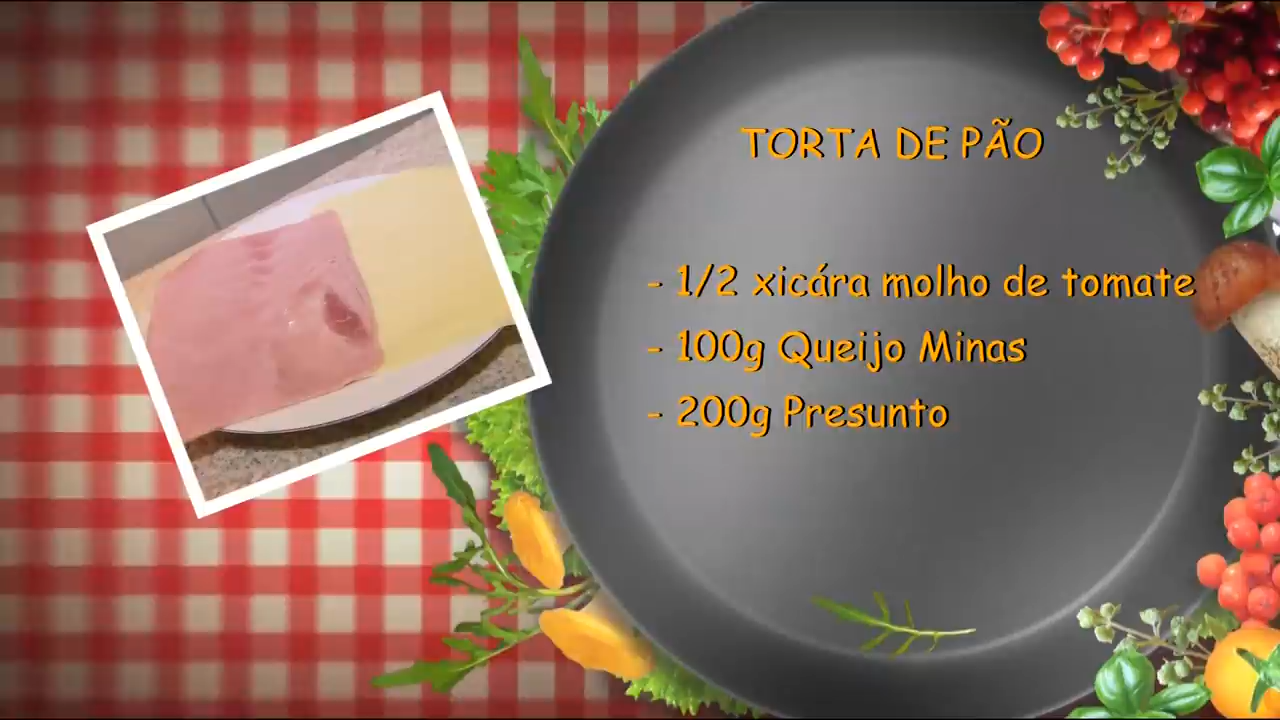 TORTA DE PÃO
- 1/2 xicára molho de tomate
- 100g Queijo Minas
- 200g Presunto